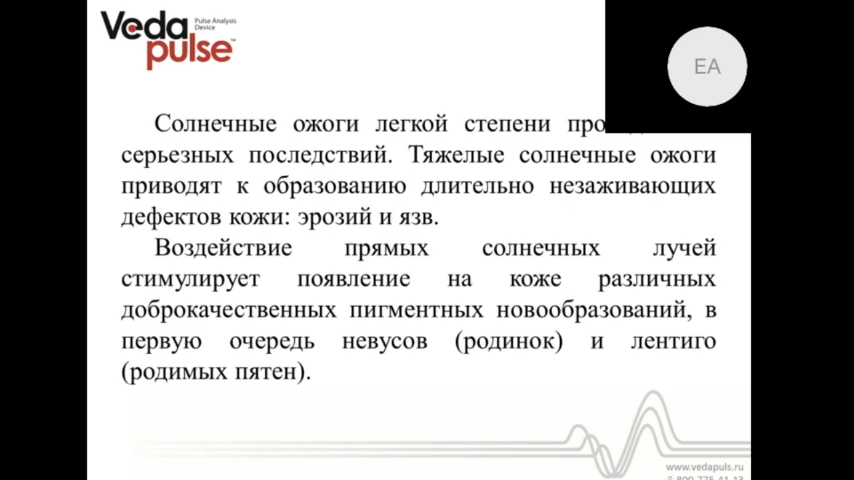 Veda pulse
Pulse Analysis
Device
EA
Солнечные ожоги легкой степени
серьезных последствий. Тяжелые солнечные ожоги
приводят к образованию длительно незаживающих
дефектов кожи: эрозий и язв.
Воздействие прямых солнечных лучей
стимулирует появление на коже различных
доброкачественных пигментных новообразований, в
первую очередь невусов (родинок) и лентиго
(родимых пятен).
www.vedapuls.ru